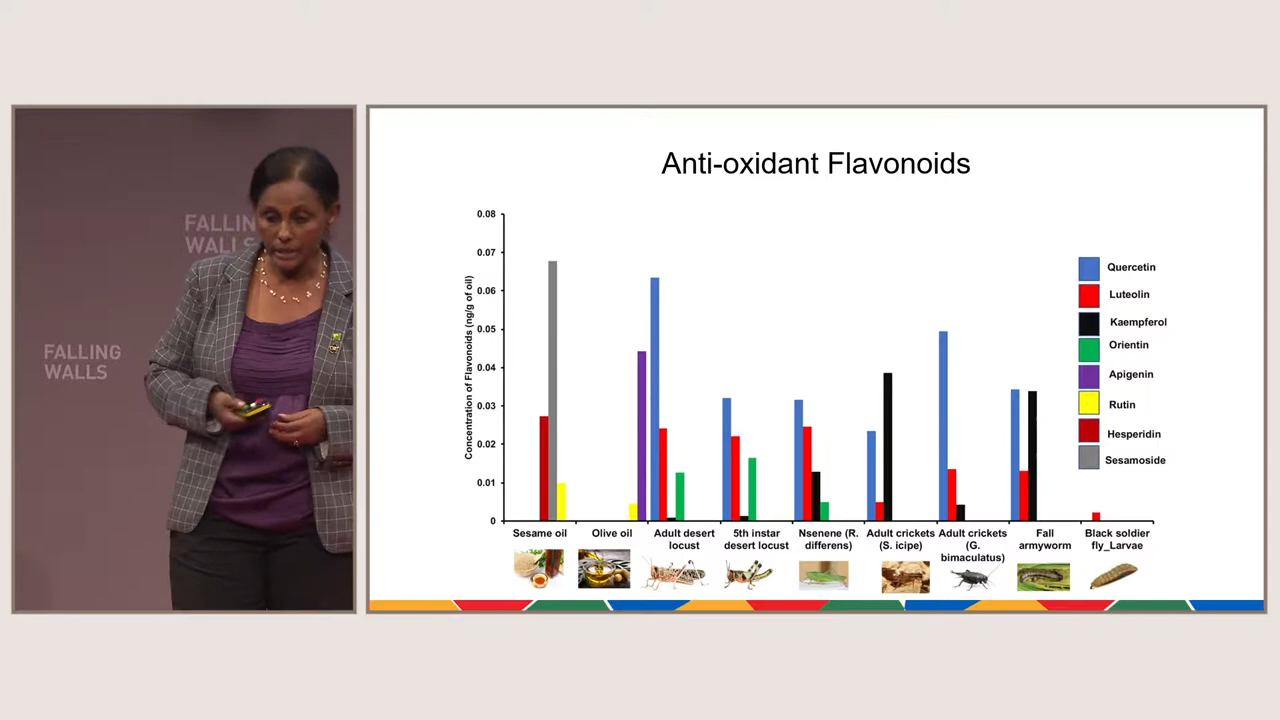 FALLIN
WALLS
FALLING
WALLS
Anti-oxidant Flavonoids
Concentration of Flavonoids (ng/g of oil)
0.08
0.07
0.06
0.05
0.04
0.03
0.02
0.01
0
Quercetin
Luteolin
Kaempferol
Orientin
Apigenin
Rutin
Hesperidin
Sesamoside
Sesame oil
Olive oil
Adult desert
locust
5th instar
desert locust
Nsenene (R.
differens)
Adult crickets
(S. icipe)
Adult crickets
(G.
bimaculatus)
Fall
armyworm
Black soldier
fly_Larvae